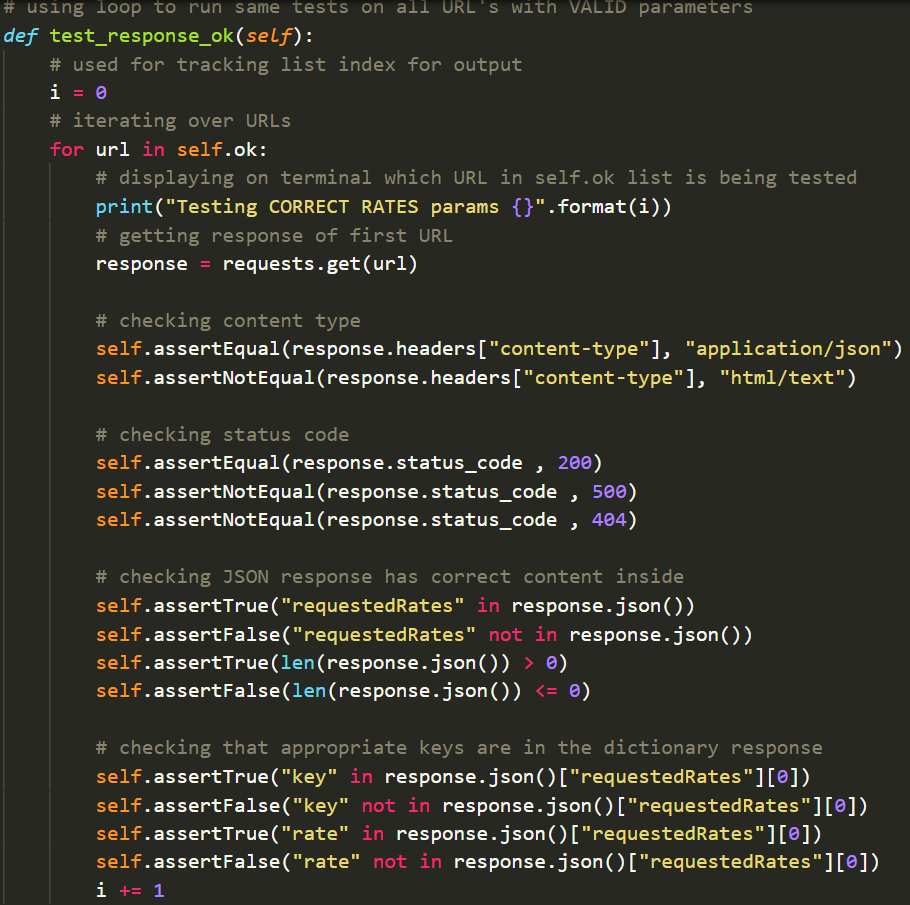 # using loop to run same tests on all URL's with VALID parameters
def test_response_ok(self):
# used for tracking list index for output
i = 0
# iterating over URLs
for url in self.ok:
# displaying on terminal which URL in self.ok list is being tested
print("Testing CORRECT RATES params {}".format(i))
# getting response of first URL
response = requests.get(url)
# checking content type
self.assertEqual(response.headers["content-type"], "application/json")
self.assertNotEqual(response.headers["content-type"], "html/text")
# checking status code
self.assertEqual(response.status_code , 200)
self.assertNotEqual(response.status_code , 500)
self.assertNotEqual(response.status_code , 404)
# checking JSON response has correct content inside
self.assertTrue("requestedRates" in response.json())
self.assertFalse("requestedRates" not in response.json())
self.assertTrue(len(response.json()) > 0)
self.assertFalse(len(response.json()) <= 0)
# checking that appropriate keys are in the dictionary response
self.assertTrue("key" in response.json()["requestedRates"][0])
self.assertFalse("key" not in response.json()["requestedRates"][0])
self.assertTrue("rate" in response.json()["requestedRates"][0])
self.assertFalse("rate" not in response.json()["requestedRates"][0])
i += 1